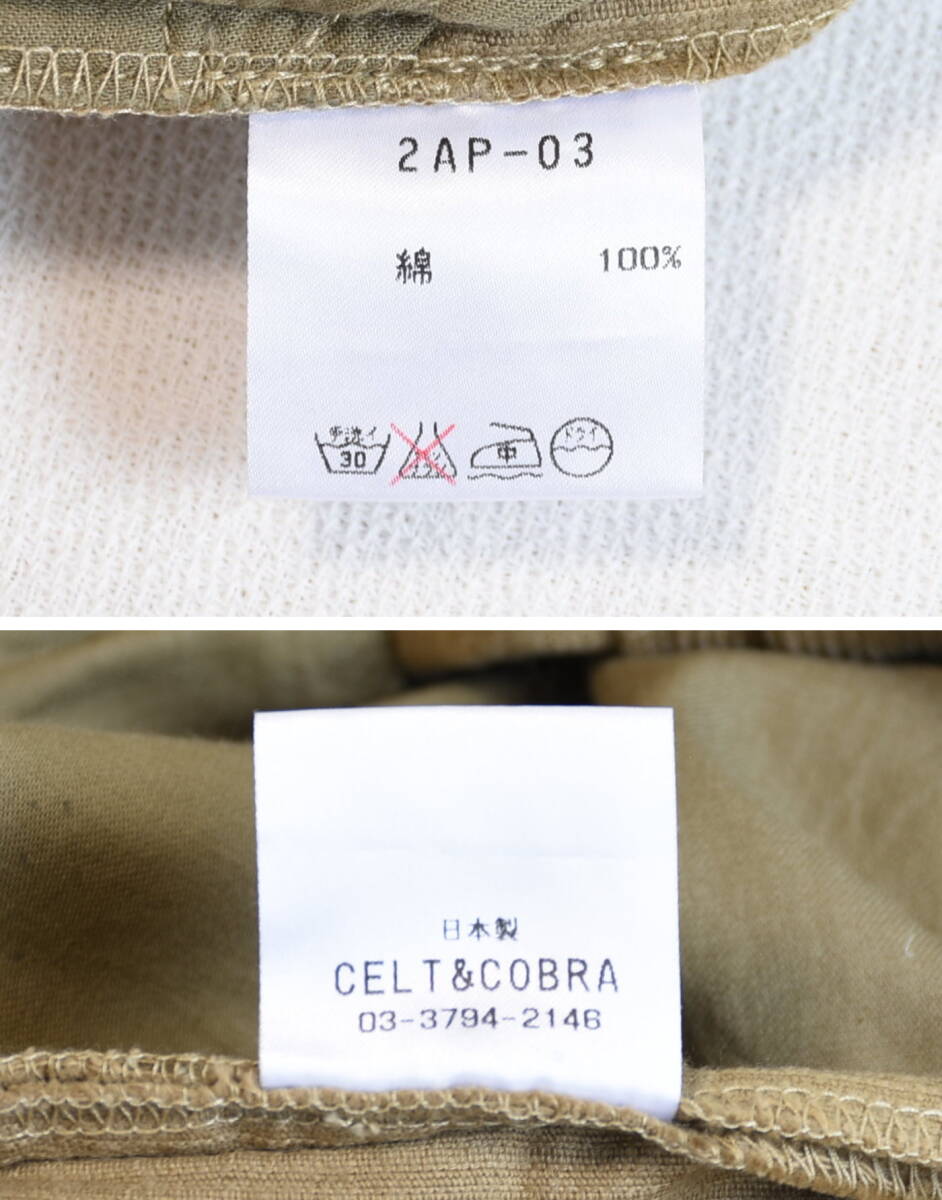 2AP-03
綿 100%
手洗イ 30 中 ドライ
日本製
CELT&COBRA
03-3794-2146